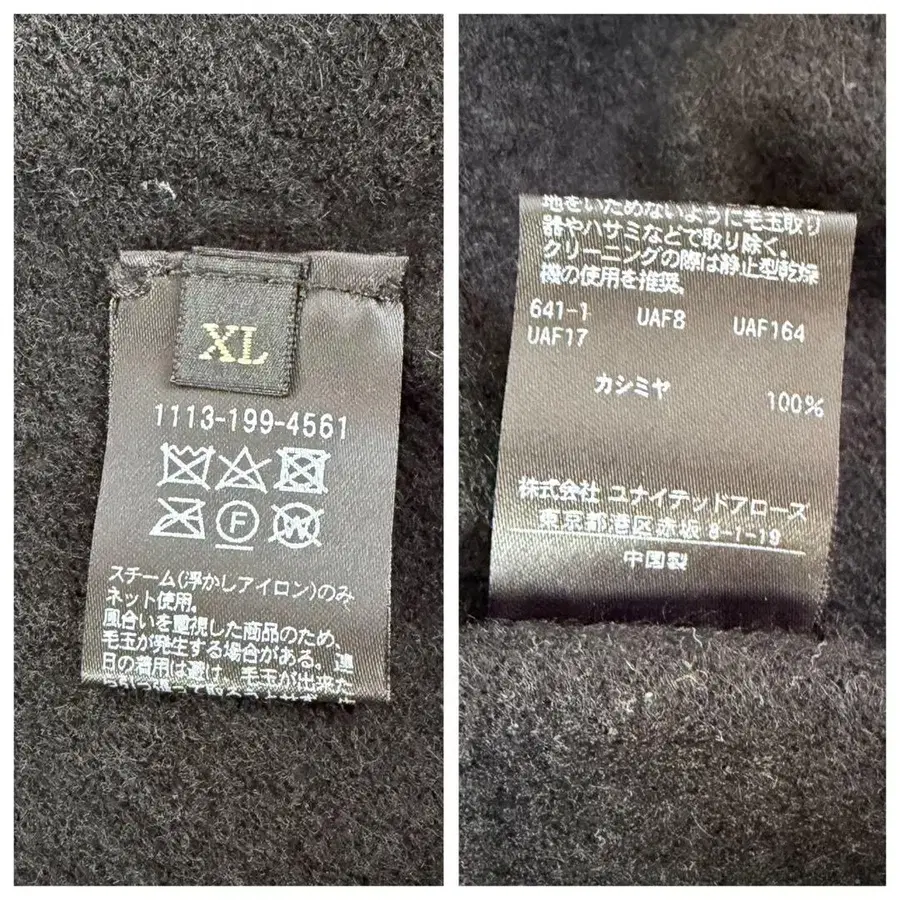 XL
1113-199-4561
F
W
スチーム(浮かしアイロン)のみ
ネット使用。
風合いを重視した商品のため、
毛玉が発生する場合がある。連
日の着用は避け、毛玉が出来た
地をいためないように毛玉取り
器やハサミなどで取り除く。
クリーニングの際は静止型乾燥
機の使用を推奨。
641-1 UAF8 UAF164
UAF17
カシミヤ 100%
株式会社 ユナイテッドアローズ
東京都港区赤坂 8-1-19
中国製